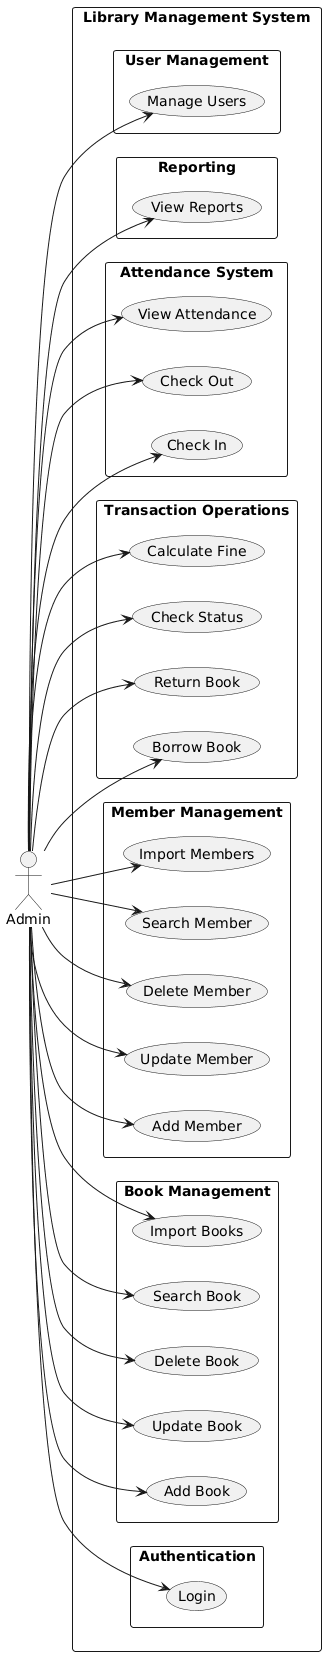 Library Management System
User Management
Manage Users
Reporting
View Reports
Attendance System
View Attendance
Check Out
Check In
Transaction Operations
Calculate Fine
Check Status
Return Book
Borrow Book
Member Management
Import Members
Search Member
Admin
Delete Member
Update Member
Add Member
Book Management
Import Books
Search Book
Delete Book
Update Book
Add Book
Authentication
Login